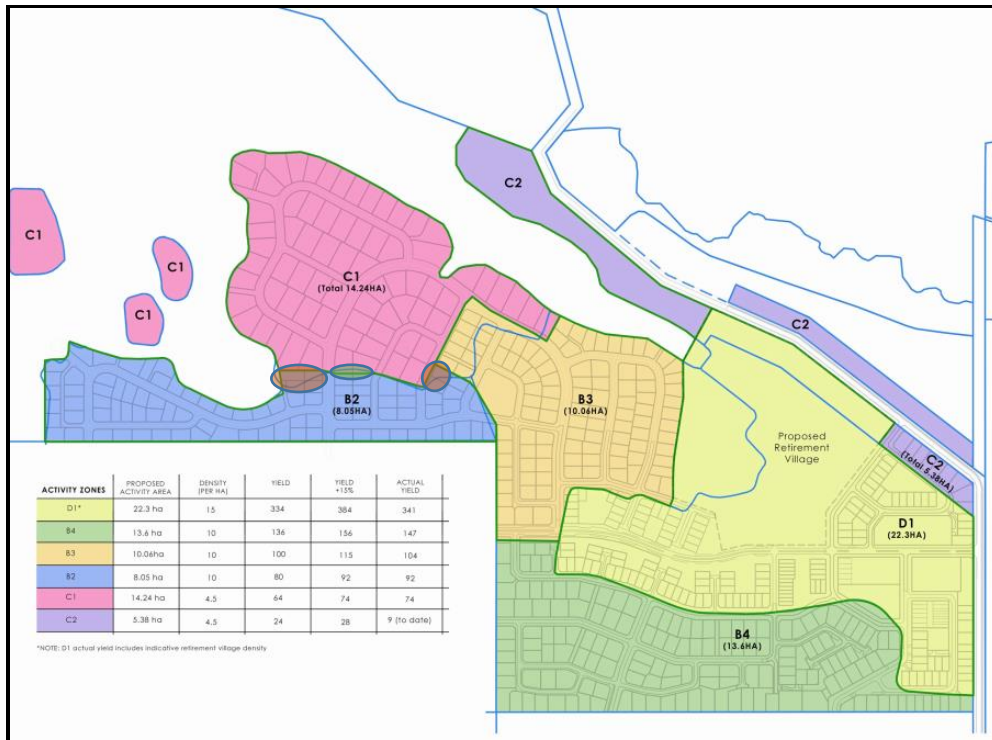 C2
C1
C1
C1
(Total 14.24HA)
C1
C2
B2
(8.05HA)
B3
(10.06HA)
Proposed
Retirement
Village
C2
(Total 5.38HA)
D1
(22.3HA)
B4
(13.6HA)
ACTIVITY ZONES PROPOSED ACTIVITY AREA DENSITY (PER HA) YIELD YIELD +15% ACTUAL YIELD
D1* 22.3 ha 15 334 384 341
B4 13.6 ha 10 136 156 147
B3 10.06 ha 10 100 115 104
B2 8.05 ha 10 80 92 92
C1 14.24 ha 4.5 64 74 74
C2 5.38 ha 4.5 24 28 9 (to date)
*NOTE: D1 actual yield includes indicative retirement village density